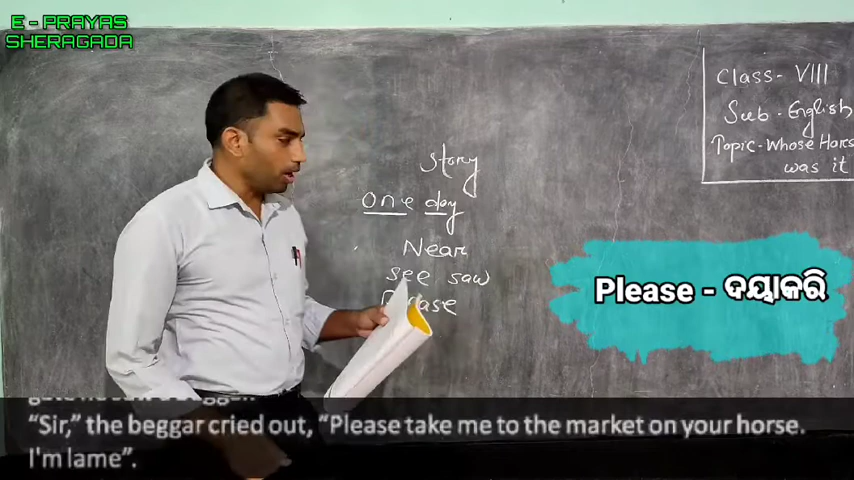 E - PRAYAS
SHERAGADA
Class- VIII
Sub - English
Topic- Whose Horse
was it
Story
One day
Near
see saw
Please - ଦୟାକରି
"Sir," the beggar cried out, "Please take me to the market on your horse.
I'm lame".